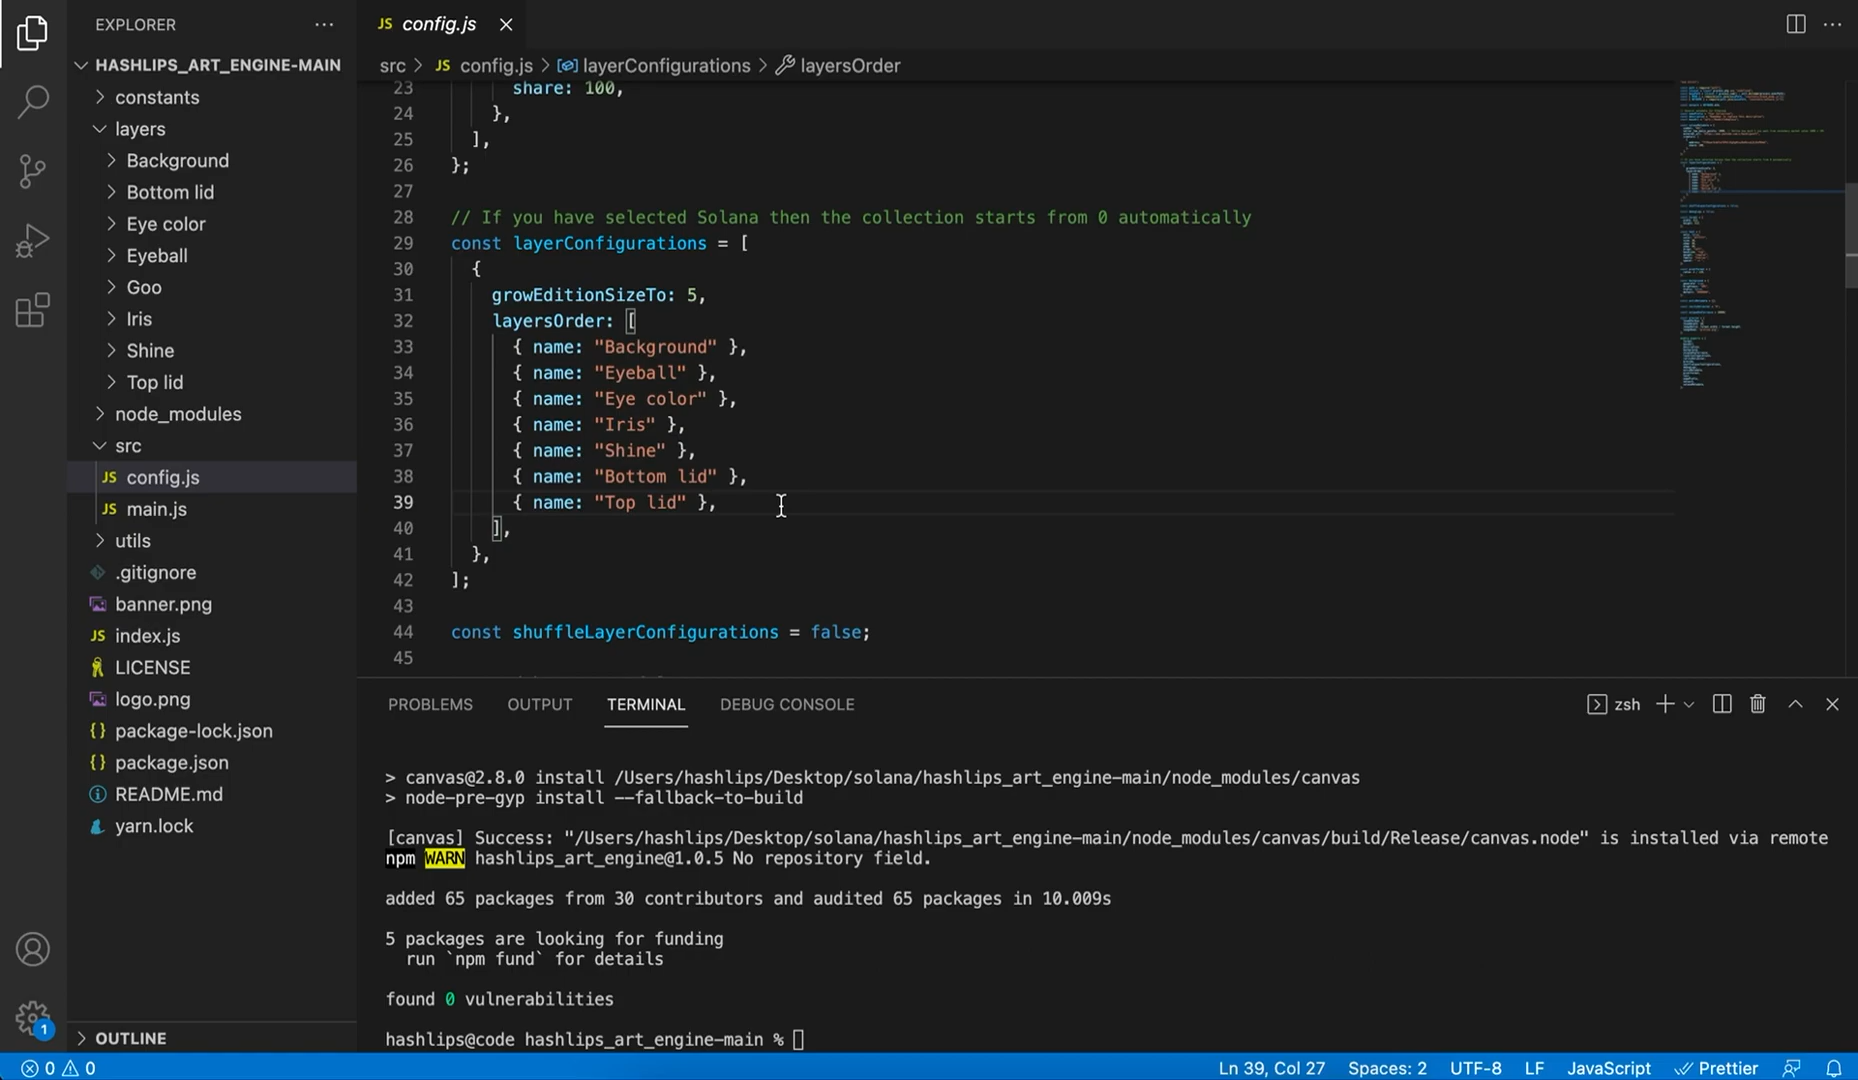 EXPLORER
···
HASHLIPS_ART_ENGINE-MAIN
constants
layers
Background
Bottom lid
Eye color
Eyeball
Goo
Iris
Shine
Top lid
node_modules
src
JS config.js
JS main.js
utils
.gitignore
banner.png
JS index.js
LICENSE
logo.png
{} package-lock.json
{} package.json
README.md
yarn.lock
OUTLINE
1
JS config.js
···
src > JS config.js > layerConfigurations > layersOrder
23 share: 100,
24 },
25 ],
26 };
27
28 // If you have selected Solana then the collection starts from 0 automatically
29 const layerConfigurations = [
30 {
31 growEditionSizeTo: 5,
32 layersOrder: [
33 { name: "Background" },
34 { name: "Eyeball" },
35 { name: "Eye color" },
36 { name: "Iris" },
37 { name: "Shine" },
38 { name: "Bottom lid" },
39 { name: "Top lid" },
40 ],
41 },
42 ];
43
44 const shuffleLayerConfigurations = false;
45
PROBLEMS OUTPUT TERMINAL DEBUG CONSOLE zsh
> canvas@2.8.0 install /Users/hashlips/Desktop/solana/hashlips_art_engine-main/node_modules/canvas
> node-pre-gyp install --fallback-to-build
[canvas] Success: "/Users/hashlips/Desktop/solana/hashlips_art_engine-main/node_modules/canvas/build/Release/canvas.node" is installed via remote
npm WARN hashlips_art_engine@1.0.5 No repository field.
added 65 packages from 30 contributors and audited 65 packages in 10.009s
5 packages are looking for funding
run `npm fund` for details
found 0 vulnerabilities
hashlips@code hashlips_art_engine-main %
0 0 Ln 39, Col 27 Spaces: 2 UTF-8 LF JavaScript Prettier